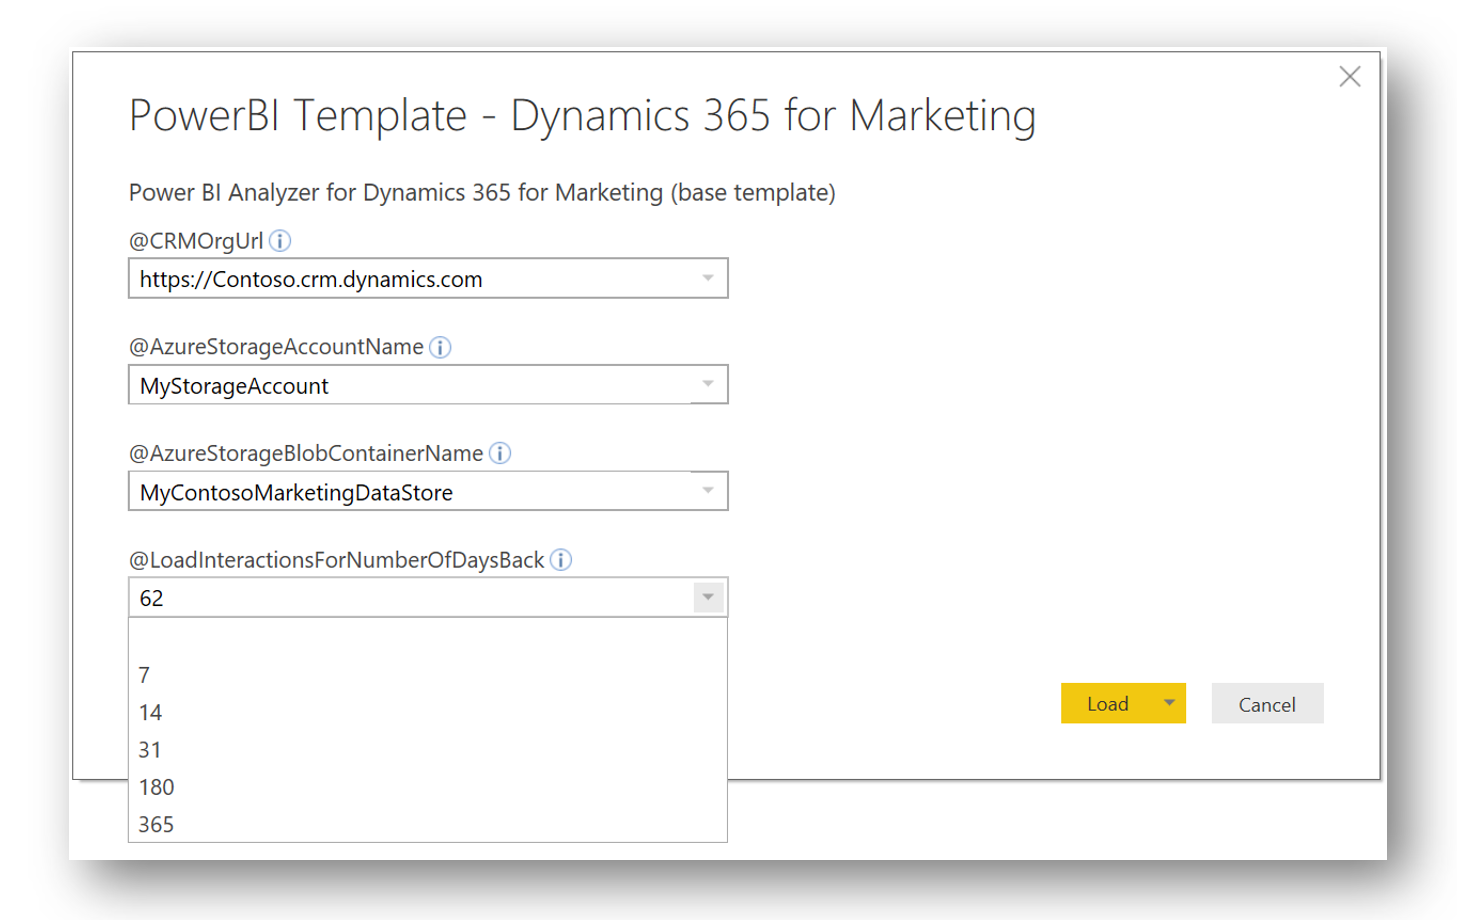 PowerBI Template - Dynamics 365 for Marketing
Power BI Analyzer for Dynamics 365 for Marketing (base template)
@CRMOrgUrl
https://Contoso.crm.dynamics.com
@AzureStorageAccountName
MyStorageAccount
@AzureStorageBlobContainerName
MyContosoMarketingDataStore
@LoadInteractionsForNumberOfDaysBack
62
7
14
31
180
365
Load
Cancel